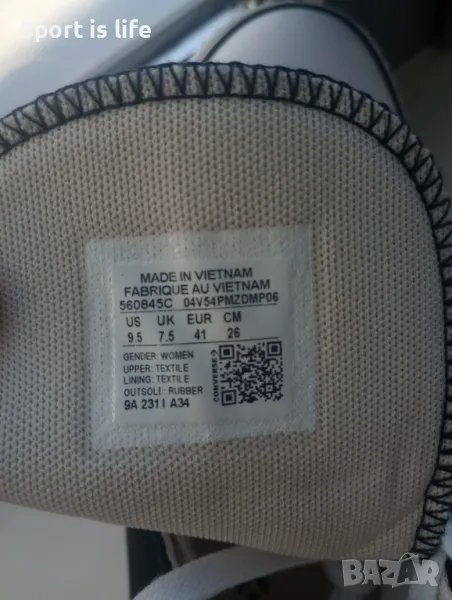 Sport is life
MADE IN VIETNAM
FABRIQUE AU VIETNAM
560845C 04V54PMZDMP06
US UK EUR CM
9.5 7.5 41 26
GENDER: WOMEN
UPPER: TEXTILE
LINING: TEXTILE
OUTSOLE: RUBBER
9A 2311 A34
CONVERSE
BAZAR